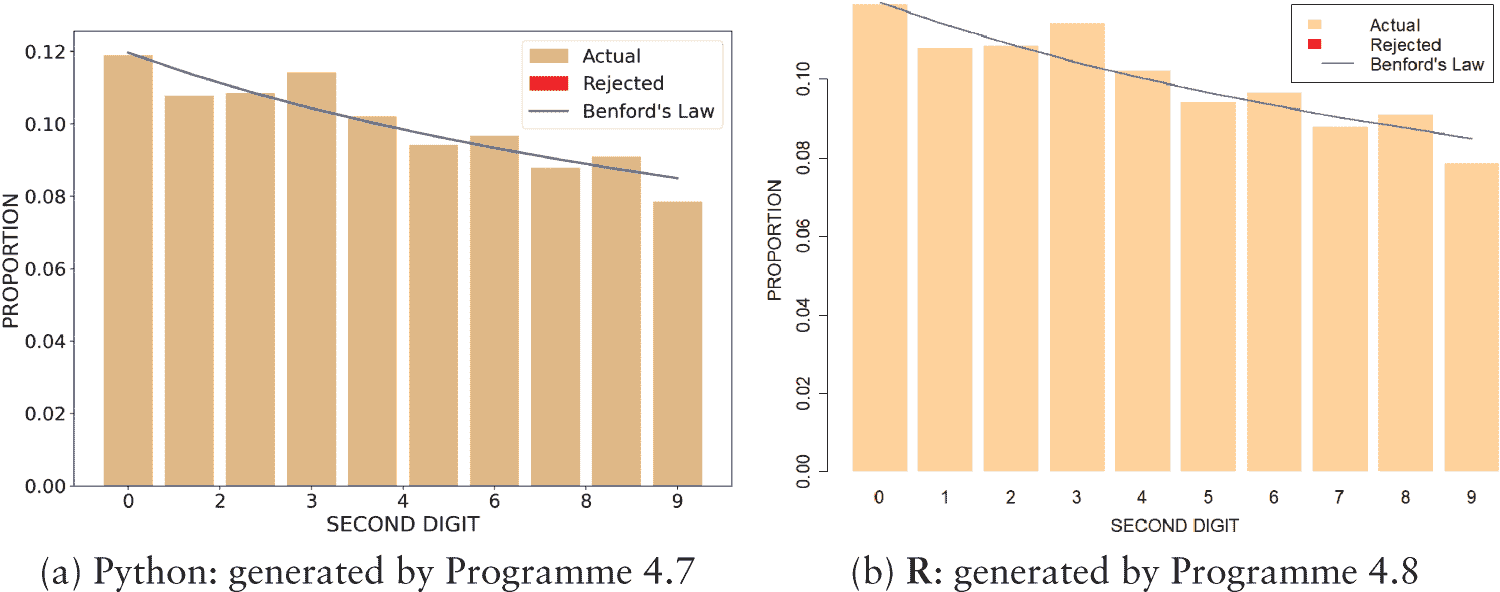 0.12
0.10
0.08
0.06
0.04
0.02
0.00
PROPORTION
Actual
Rejected
Benford's Law
0 2 3 4 6 8 9
SECOND DIGIT
(a) Python: generated by Programme 4.7
0.10
0.08
0.06
0.04
0.02
0.00
PROPORTION
Actual
Rejected
Benford's Law
0 1 2 3 4 5 6 7 8 9
SECOND DIGIT
(b) R: generated by Programme 4.8